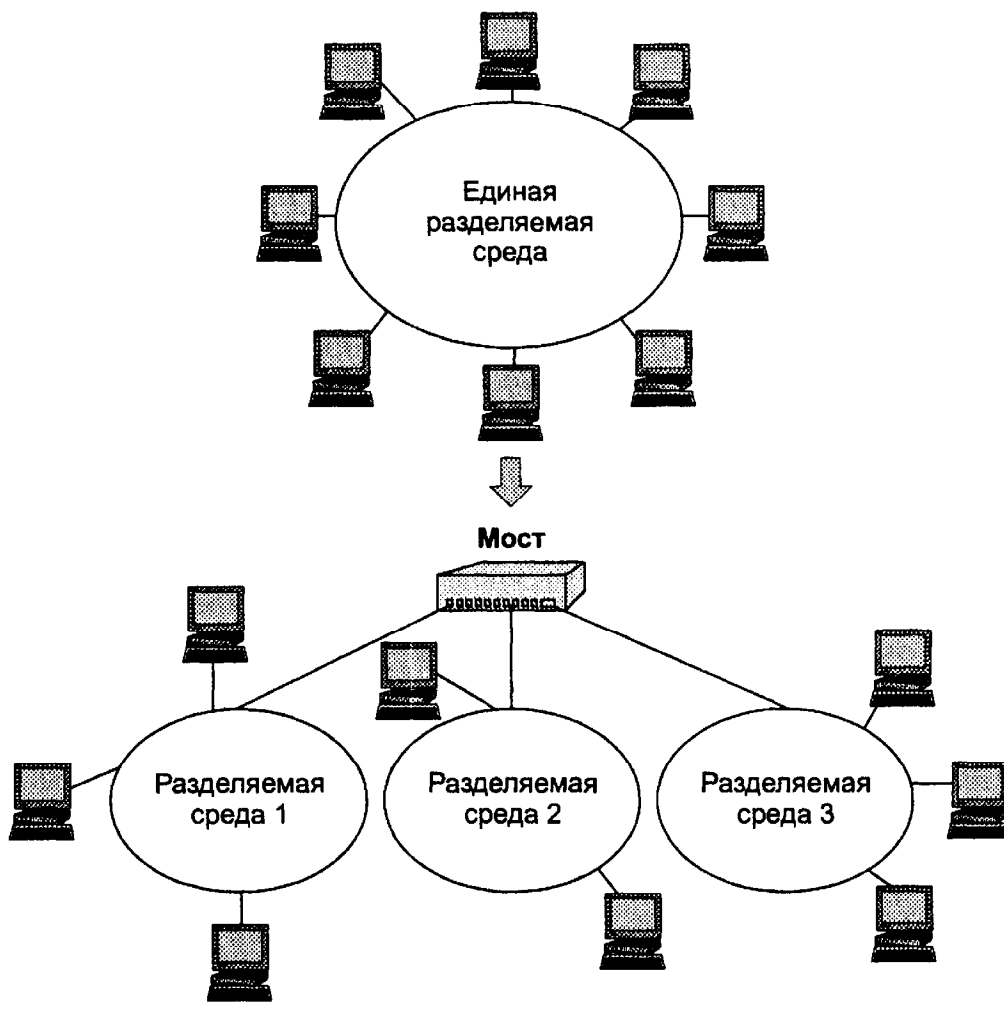 Единая
разделяемая
среда
Мост
Разделяемая
среда 1
Разделяемая
среда 2
Разделяемая
среда 3